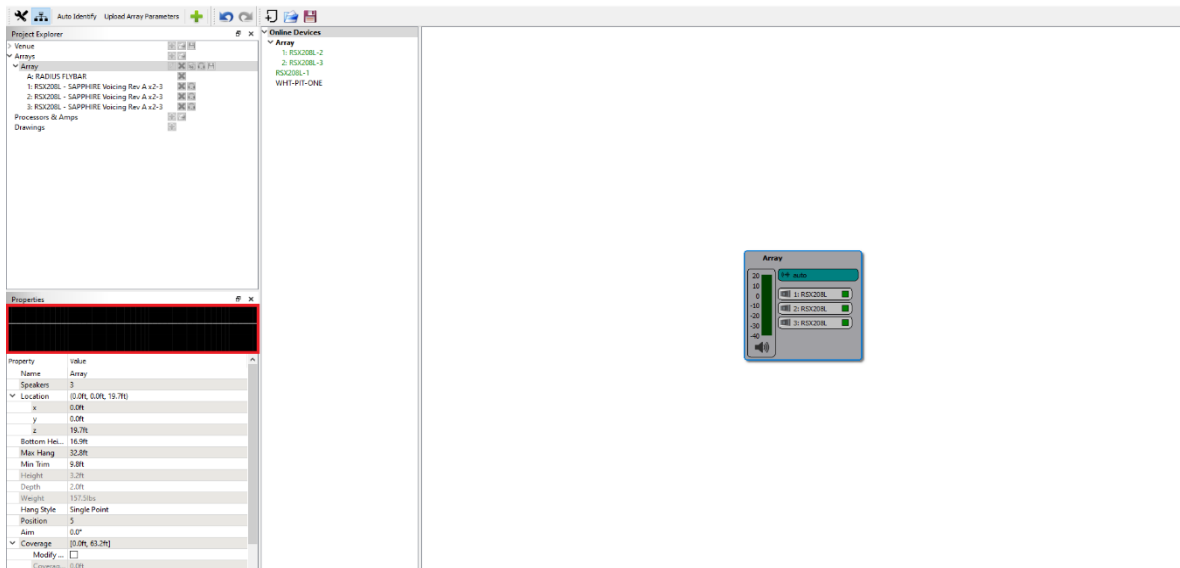 Auto Identify Upload Array Parameters
Project Explorer
Venue
Arrays
Array
A: RADIUS FLYBAR
1: RSX208L - SAPPHIRE Voicing Rev A x2-3
2: RSX208L - SAPPHIRE Voicing Rev A x2-3
3: RSX208L - SAPPHIRE Voicing Rev A x2-3
Processors & Amps
Drawings
Online Devices
Array
1: RSX208L-2
2: RSX208L-3
RSX208L-1
WHT-PIT-ONE
Array
auto
20
10
0
-10
-20
-30
-40
1: RSX208L
2: RSX208L
3: RSX208L
Properties
Property Value
Name Array
Speakers 3
Location (0.0ft, 0.0ft, 19.7ft)
x 0.0ft
y 0.0ft
z 19.7ft
Bottom Hei... 16.9ft
Max Hang 32.8ft
Min Trim 9.8ft
Height 3.2ft
Depth 2.0ft
Weight 157.5lbs
Hang Style Single Point
Position 5
Aim 0.0°
Coverage [0.0ft, 63.2ft]
Modify ...
Coverag... 0.0ft